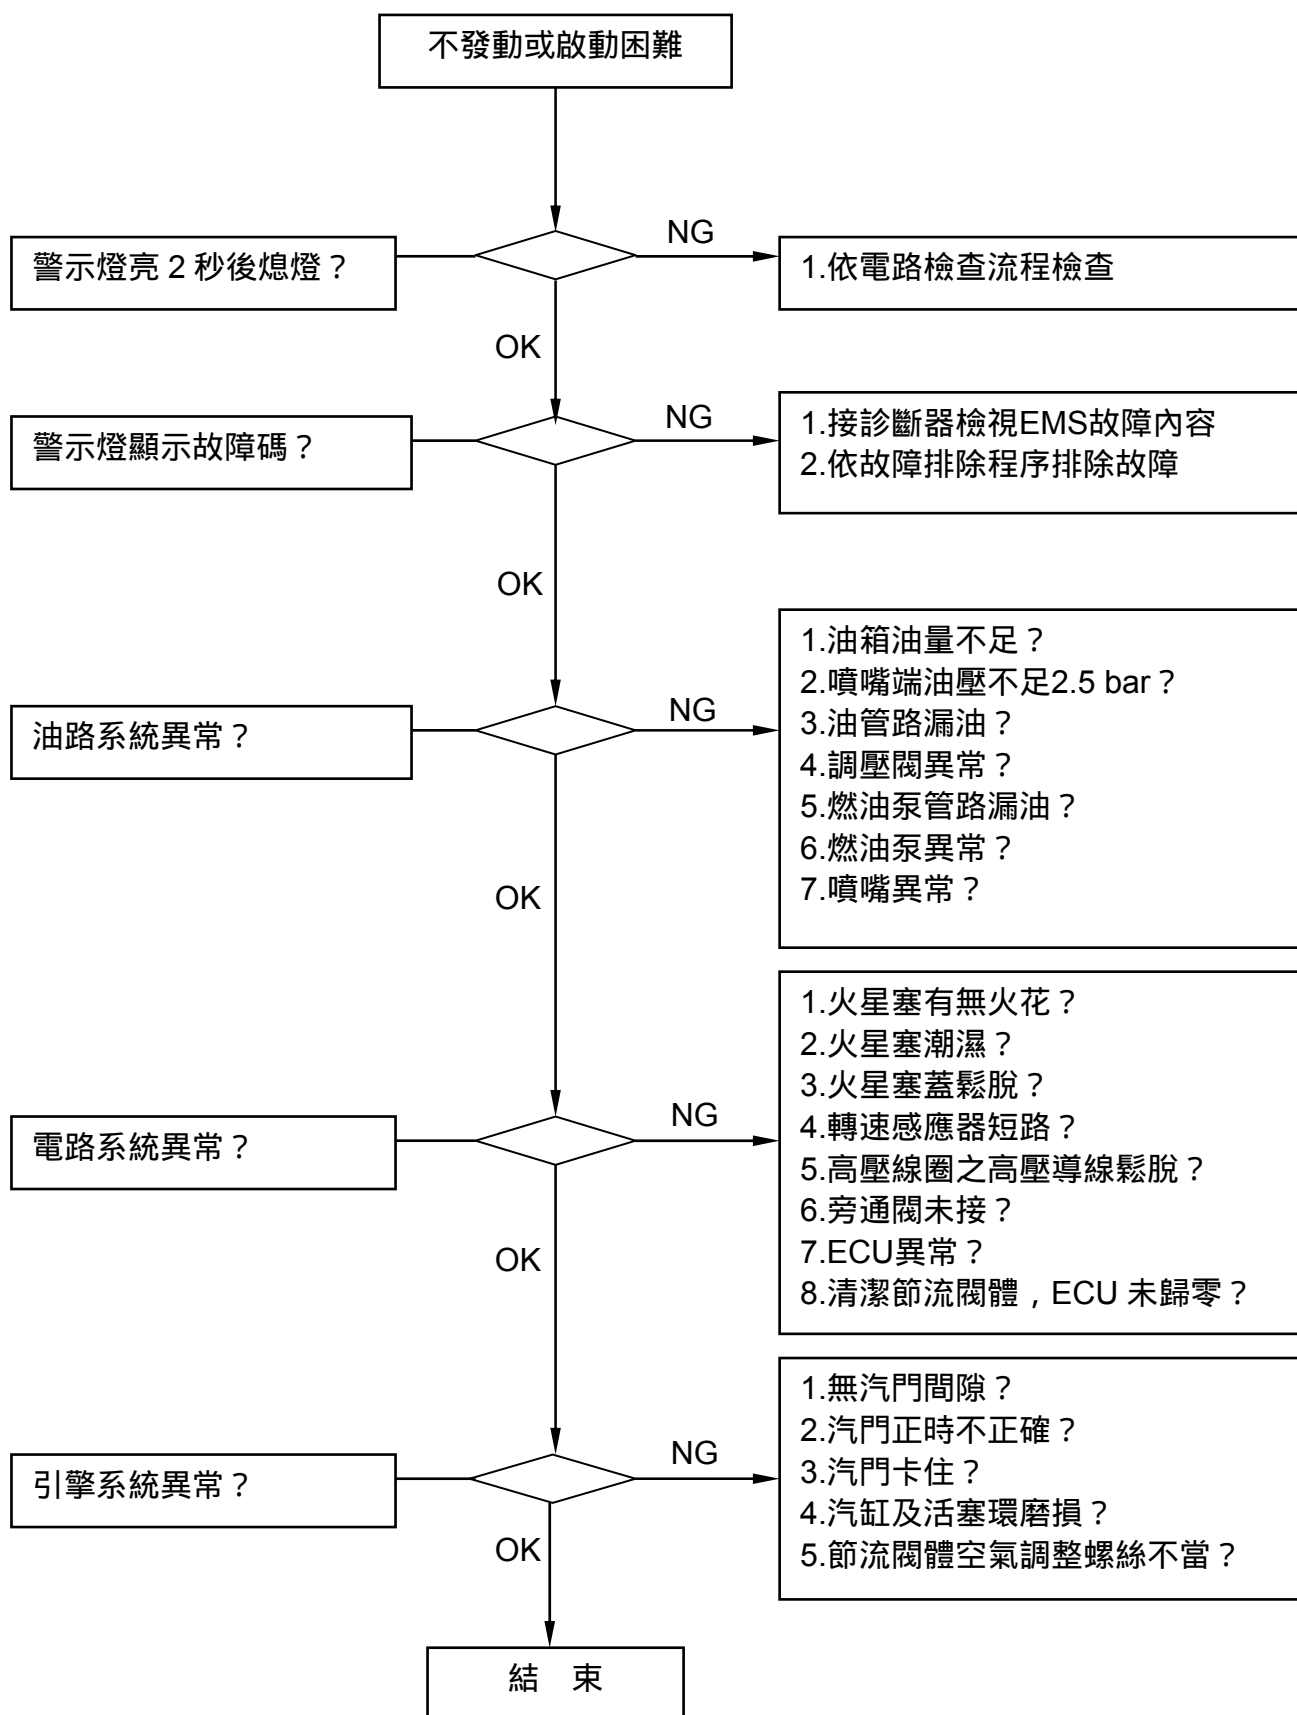 不發動或啟動困難
警示燈亮 2 秒後熄燈？
NG
1.依電路檢查流程檢查
OK
警示燈顯示故障碼？
NG
1.接診斷器檢視EMS故障內容
2.依故障排除程序排除故障
OK
油路系統異常？
NG
1.油箱油量不足？
2.噴嘴端油壓不足2.5 bar？
3.油管路漏油？
4.調壓閥異常？
5.燃油泵管路漏油？
6.燃油泵異常？
7.噴嘴異常？
OK
電路系統異常？
NG
1.火星塞有無火花？
2.火星塞潮濕？
3.火星塞蓋鬆脫？
4.轉速感應器短路？
5.高壓線圈之高壓導線鬆脫？
6.旁通閥未接？
7.ECU異常？
8.清潔節流閥體，ECU 未歸零？
OK
引擎系統異常？
NG
1.無汽門間隙？
2.汽門正時不正確？
3.汽門卡住？
4.汽缸及活塞環磨損？
5.節流閥體空氣調整螺絲不當？
OK
結　束